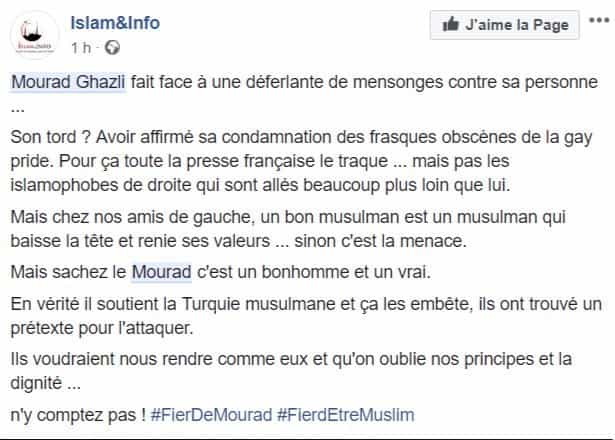 Islam&Info
J'aime la Page
1 h
Mourad Ghazli fait face à une déferlante de mensonges contre sa personne
...
Son tord ? Avoir affirmé sa condamnation des frasques obscènes de la gay
pride. Pour ça toute la presse française le traque ... mais pas les
islamophobes de droite qui sont allés beaucoup plus loin que lui.
Mais chez nos amis de gauche, un bon musulman est un musulman qui
baisse la tête et renie ses valeurs ... sinon c'est la menace.
Mais sachez le Mourad c'est un bonhomme et un vrai.
En vérité il soutient la Turquie musulmane et ça les embête, ils ont trouvé un
prétexte pour l'attaquer.
Ils voudraient nous rendre comme eux et qu'on oublie nos principes et la
dignité ...
n'y comptez pas ! #FierDeMourad #FierdEtreMuslim